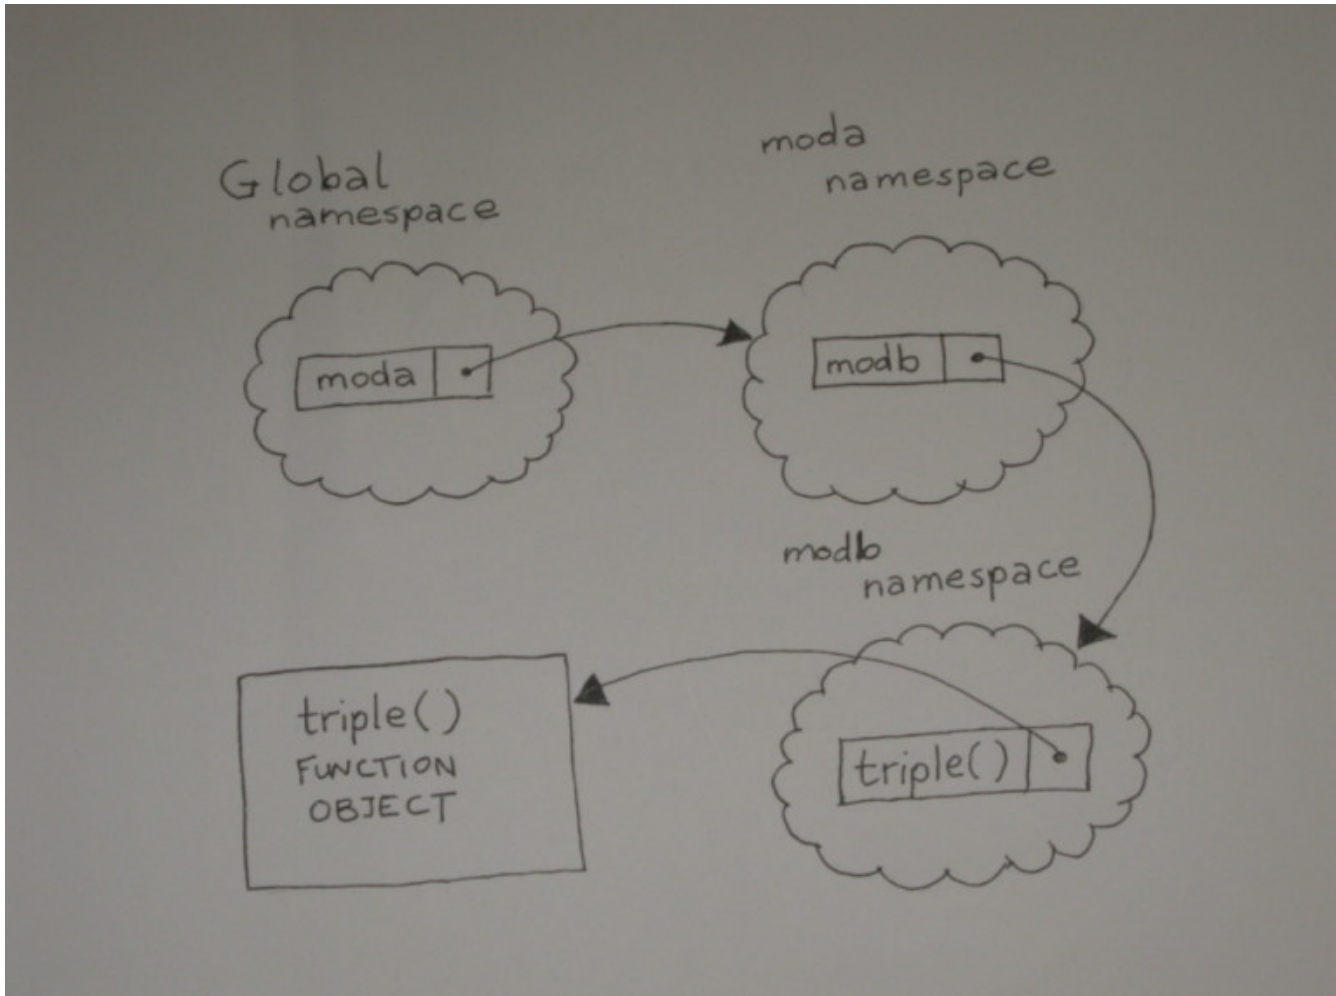 Global
namespace
moda
namespace
moda
modb
modb
namespace
triple()
FUNCTION
OBJECT
triple()